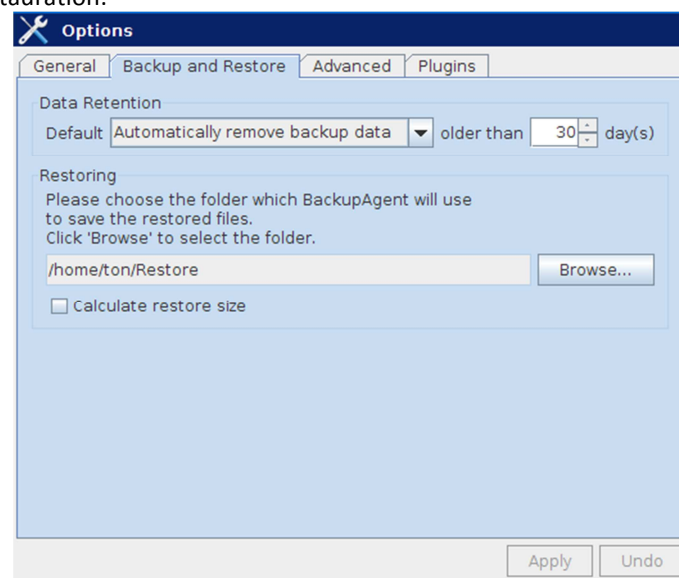 Options
General Backup and Restore Advanced Plugins
Data Retention
Default Automatically remove backup data older than 30 day(s)
Restoring
Please choose the folder which BackupAgent will use
to save the restored files.
Click 'Browse' to select the folder.
/home/ton/Restore Browse...
Calculate restore size
Apply Undo